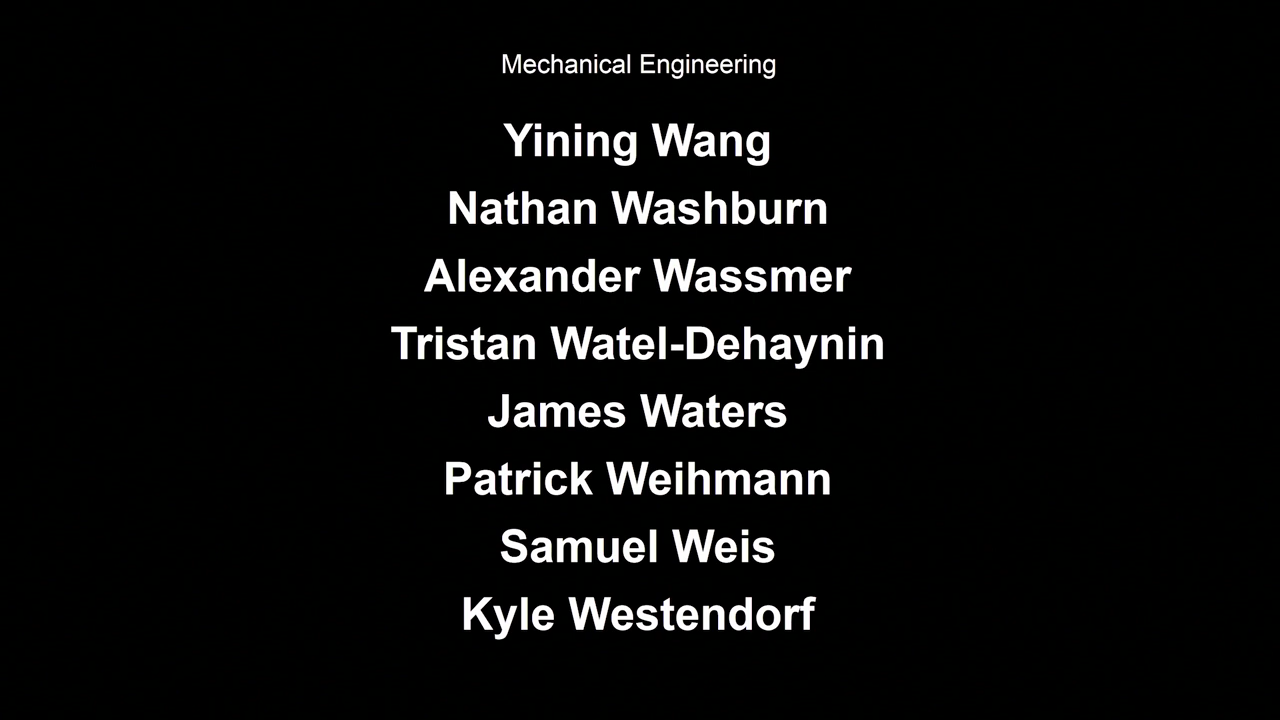 Mechanical Engineering
Yining Wang
Nathan Washburn
Alexander Wassmer
Tristan Watel-Dehaynin
James Waters
Patrick Weihmann
Samuel Weis
Kyle Westendorf